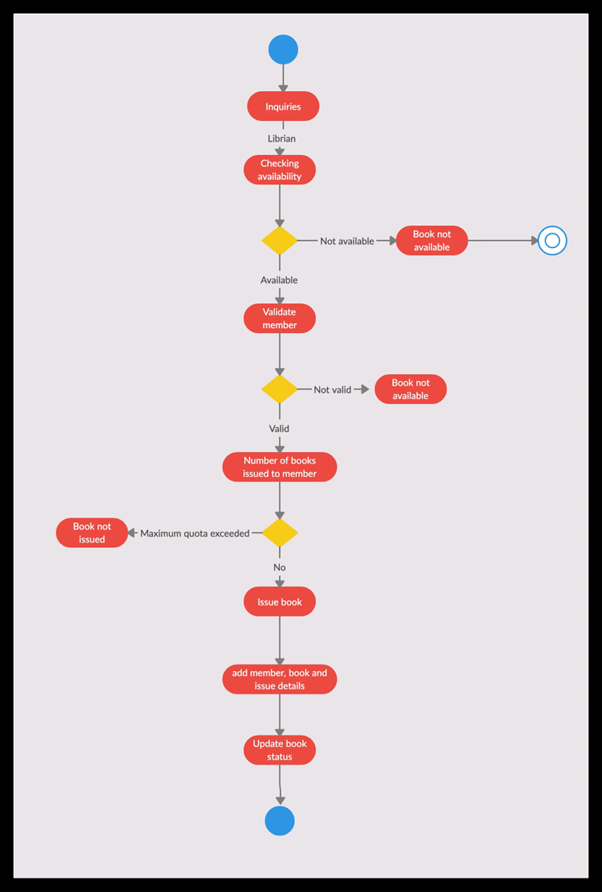 Inquiries
Librian
Checking
availability
Not available
Book not
available
Available
Validate
member
Not valid
Book not
available
Valid
Number of books
issued to member
Book not
issued
Maximum quota exceeded
No
Issue book
add member, book and
issue details
Update book
status